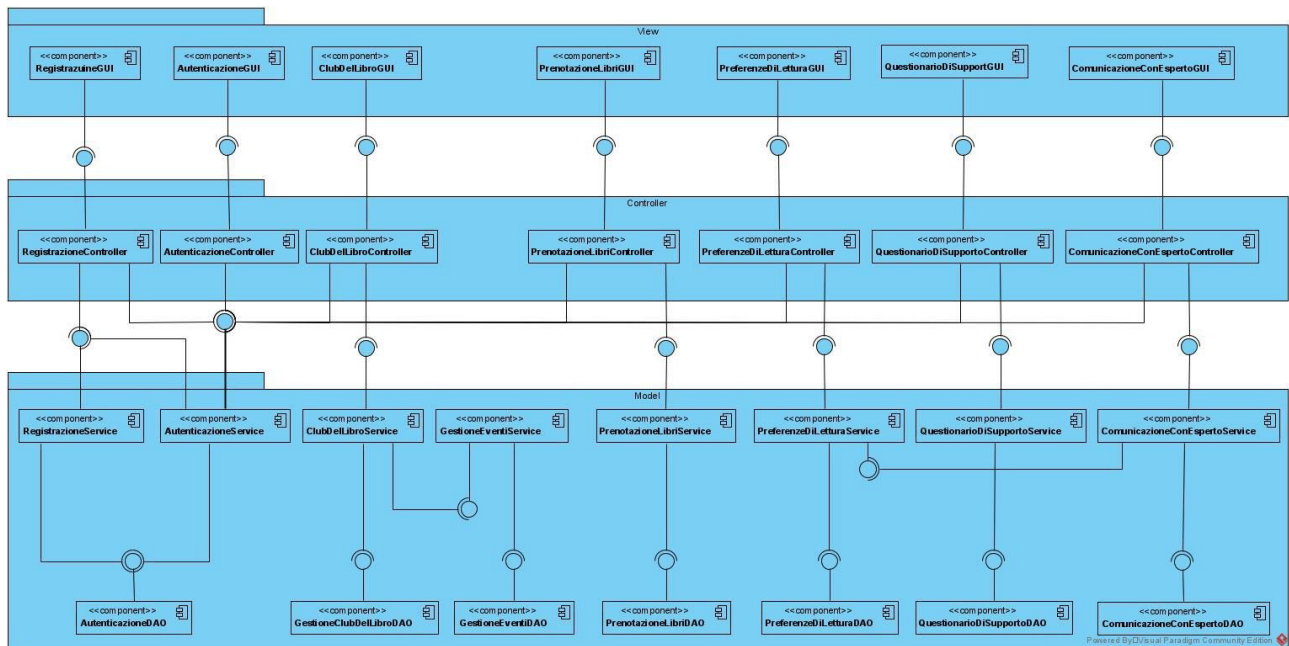 View
<<component>>
RegistrazuineGUI
<<component>>
AutenticazioneGUI
<<component>>
ClubDelLibroGUI
<<component>>
PrenotazioneLibriGUI
<<component>>
PreferenzeDiLetturaGUI
<<component>>
QuestionarioDiSupportGUI
<<component>>
ComunicazioneConEspertoGUI
Controller
<<component>>
RegistrazioneController
<<component>>
AutenticazioneController
<<component>>
ClubDelLibroController
<<component>>
PrenotazioneLibriController
<<component>>
PreferenzeDiLetturaController
<<component>>
QuestionarioDiSupportoController
<<component>>
ComunicazioneConEspertoController
Model
<<component>>
RegistrazioneService
<<component>>
AutenticazioneService
<<component>>
ClubDelLibroService
<<component>>
GestioneEventiService
<<component>>
PrenotazioneLibriService
<<component>>
PreferenzeDiLetturaService
<<component>>
QuestionarioDiSupportoService
<<component>>
ComunicazioneConEspertoService
<<component>>
AutenticazioneDAO
<<component>>
GestioneClubDelLibroDAO
<<component>>
GestioneEventiDAO
<<component>>
PrenotazioneLibriDAO
<<component>>
PreferenzeDiLetturaDAO
<<component>>
QuestionarioDiSupportoDAO
<<component>>
ComunicazioneConEspertoDAO
Powered By Visual Paradigm Community Edition